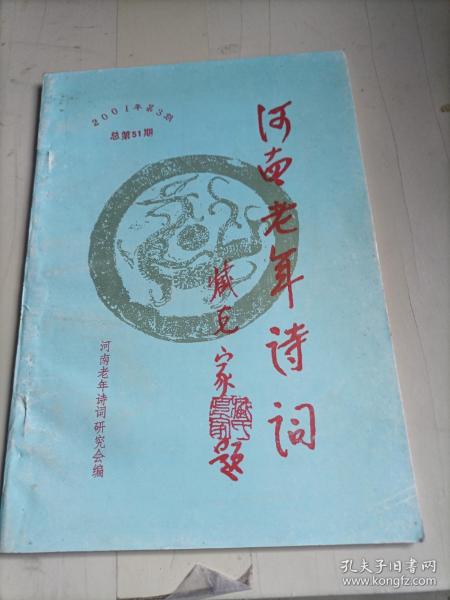 2001年第3期
总第51期
河南老年诗词
臧克家
题
河南老年诗词研究会编
孔夫子旧书网
www.kongfz.com